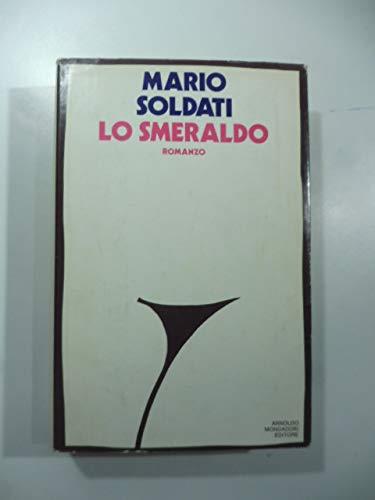 MARIO
SOLDATI
LO SMERALDO
ROMANZO
ARNOLDO
MONDADORI
EDITORE